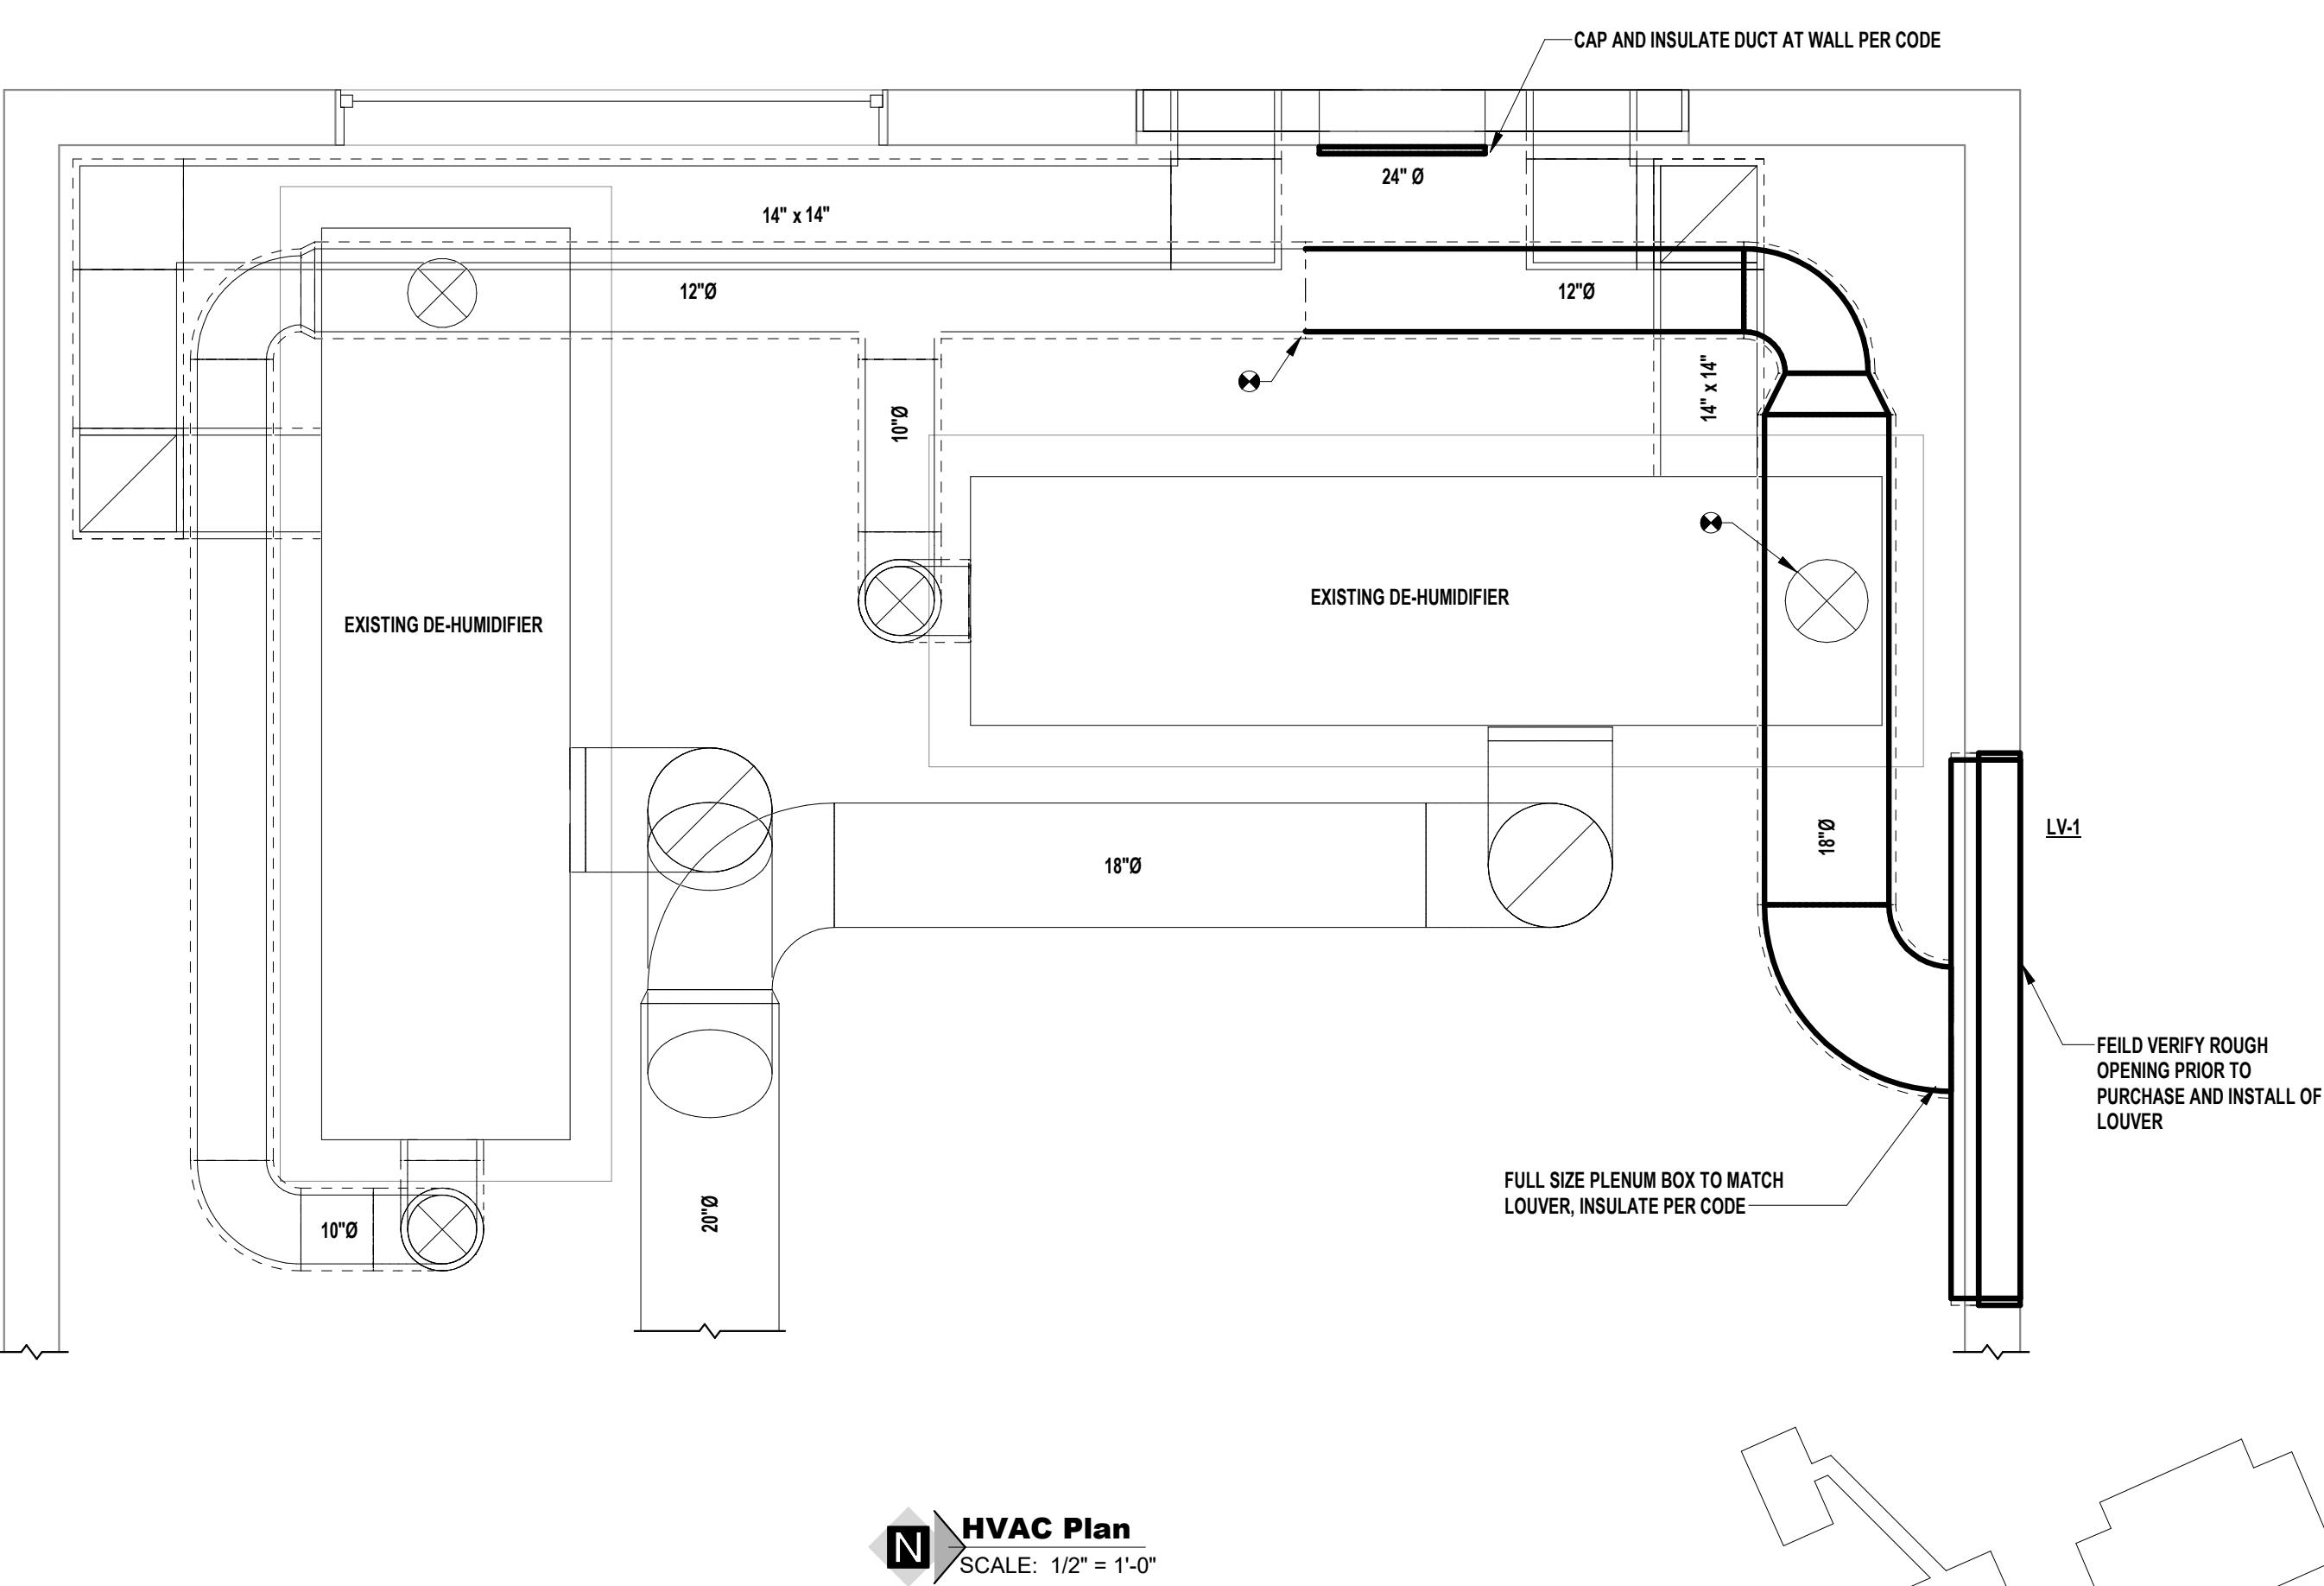 CAP AND INSULATE DUCT AT WALL PER CODE
24" Ø
14" x 14"
12"Ø
12"Ø
14" x 14"
10"Ø
EXISTING DE-HUMIDIFIER
EXISTING DE-HUMIDIFIER
LV-1
18"Ø
18"Ø
FEILD VERIFY ROUGH
OPENING PRIOR TO
PURCHASE AND INSTALL OF
LOUVER
FULL SIZE PLENUM BOX TO MATCH
LOUVER, INSULATE PER CODE
20"Ø
10"Ø
N
HVAC Plan
SCALE: 1/2" = 1'-0"